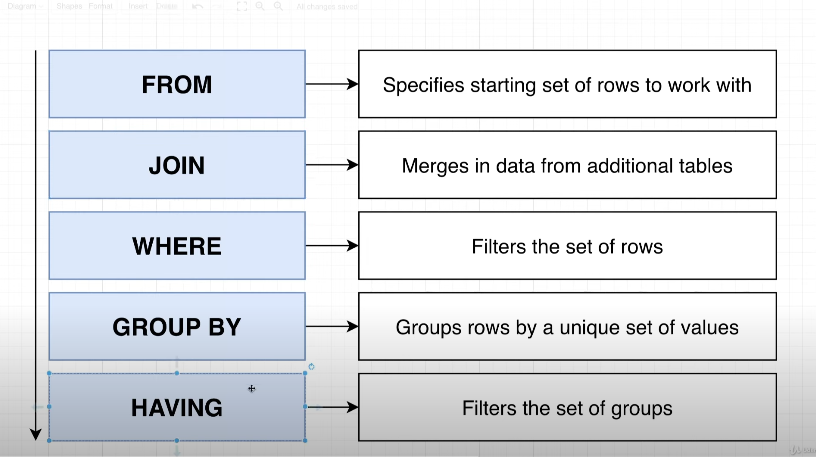 Diagram Shapes Format Insert Delete All changes saved
FROM
Specifies starting set of rows to work with
JOIN
Merges in data from additional tables
WHERE
Filters the set of rows
GROUP BY
Groups rows by a unique set of values
HAVING
Filters the set of groups